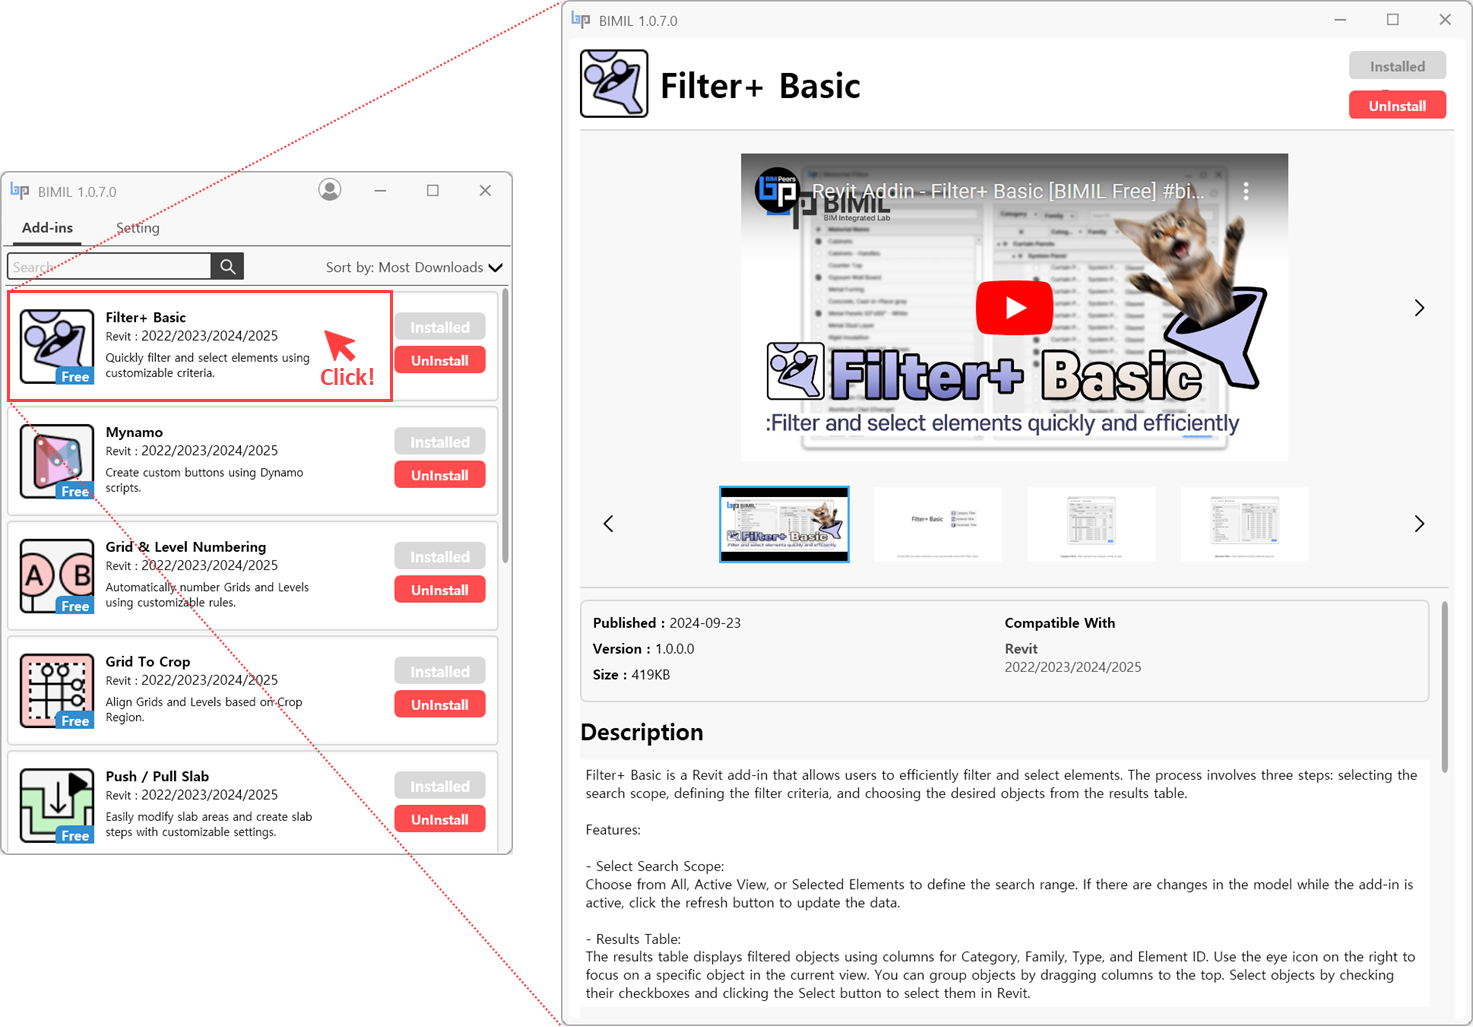 BIMIL 1.0.7.0
Add-ins
Setting
Search
Sort by: Most Downloads
Filter+ Basic
Revit : 2022/2023/2024/2025
Quickly filter and select elements using
customizable criteria.
Free
Click!
Installed
UnInstall
Mynamo
Revit : 2022/2023/2024/2025
Create custom buttons using Dynamo
scripts.
Free
Installed
UnInstall
Grid & Level Numbering
Revit : 2022/2023/2024/2025
Automatically number Grids and Levels
using customizable rules.
A B
Free
Installed
UnInstall
Grid To Crop
Revit : 2022/2023/2024/2025
Align Grids and Levels based on Crop
Region.
Free
Installed
UnInstall
Push / Pull Slab
Revit : 2022/2023/2024/2025
Easily modify slab areas and create slab
steps with customizable settings.
Free
Installed
UnInstall
BIMIL 1.0.7.0
Filter+ Basic
Installed
UnInstall
BIM Peers
Revit Addin - Filter+ Basic [BIMIL Free] #bi...
BIMIL
BIM Integrated Lab
Filter+ Basic
:Filter and select elements quickly and efficiently
Filter+ Basic
Filter and select elements quickly and efficiently
Filter+ Basic
Published : 2024-09-23
Version : 1.0.0.0
Size : 419KB
Compatible With
Revit
2022/2023/2024/2025
Description
Filter+ Basic is a Revit add-in that allows users to efficiently filter and select elements. The process involves three steps: selecting the
search scope, defining the filter criteria, and choosing the desired objects from the results table.
Features:
- Select Search Scope:
Choose from All, Active View, or Selected Elements to define the search range. If there are changes in the model while the add-in is
active, click the refresh button to update the data.
- Results Table:
The results table displays filtered objects using columns for Category, Family, Type, and Element ID. Use the eye icon on the right to
focus on a specific object in the current view. You can group objects by dragging columns to the top. Select objects by checking
their checkboxes and clicking the Select button to select them in Revit.